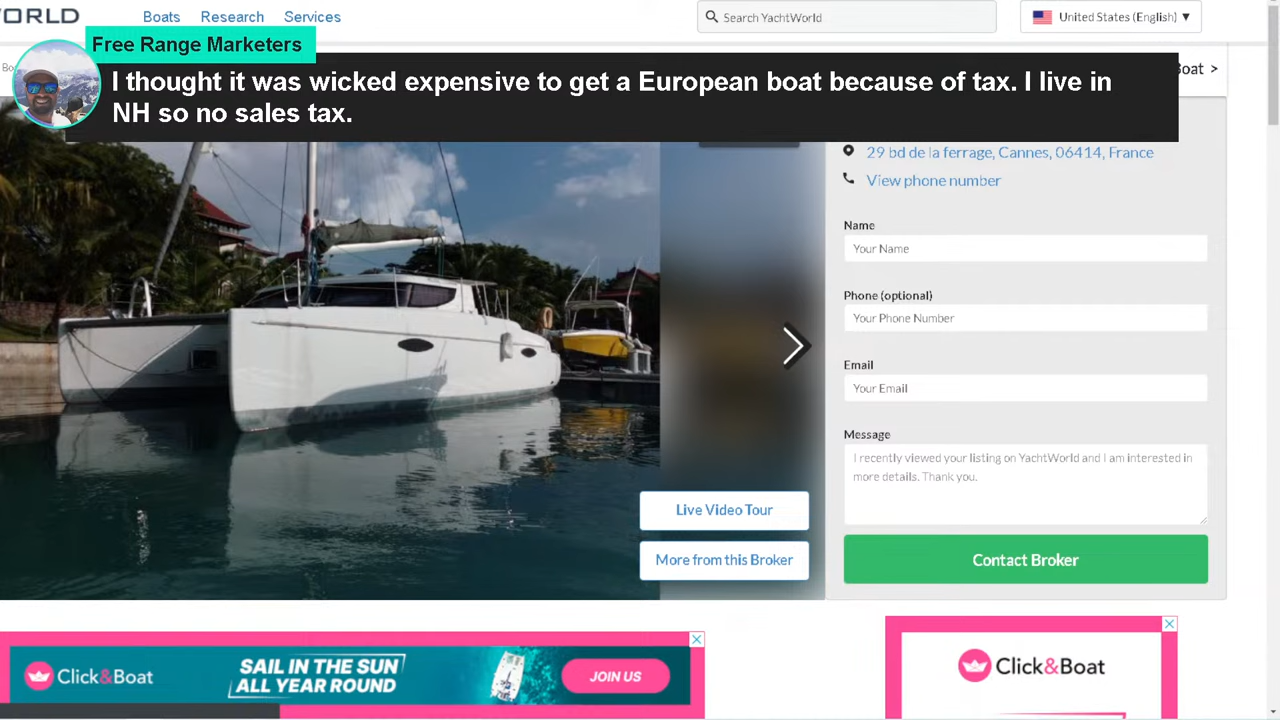 ORLD
Boats
Research
Services
Search YachtWorld
United States (English) ▼
Free Range Marketers
I thought it was wicked expensive to get a European boat because of tax. I live in
NH so no sales tax.
Boat >
29 bd de la ferrage, Cannes, 06414, France
View phone number
Name
Your Name
Phone (optional)
Your Phone Number
Email
Your Email
Message
I recently viewed your listing on YachtWorld and I am interested in
more details. Thank you.
Live Video Tour
More from this Broker
Contact Broker
Click&Boat
SAIL IN THE SUN
ALL YEAR ROUND
JOIN US
Click&Boat